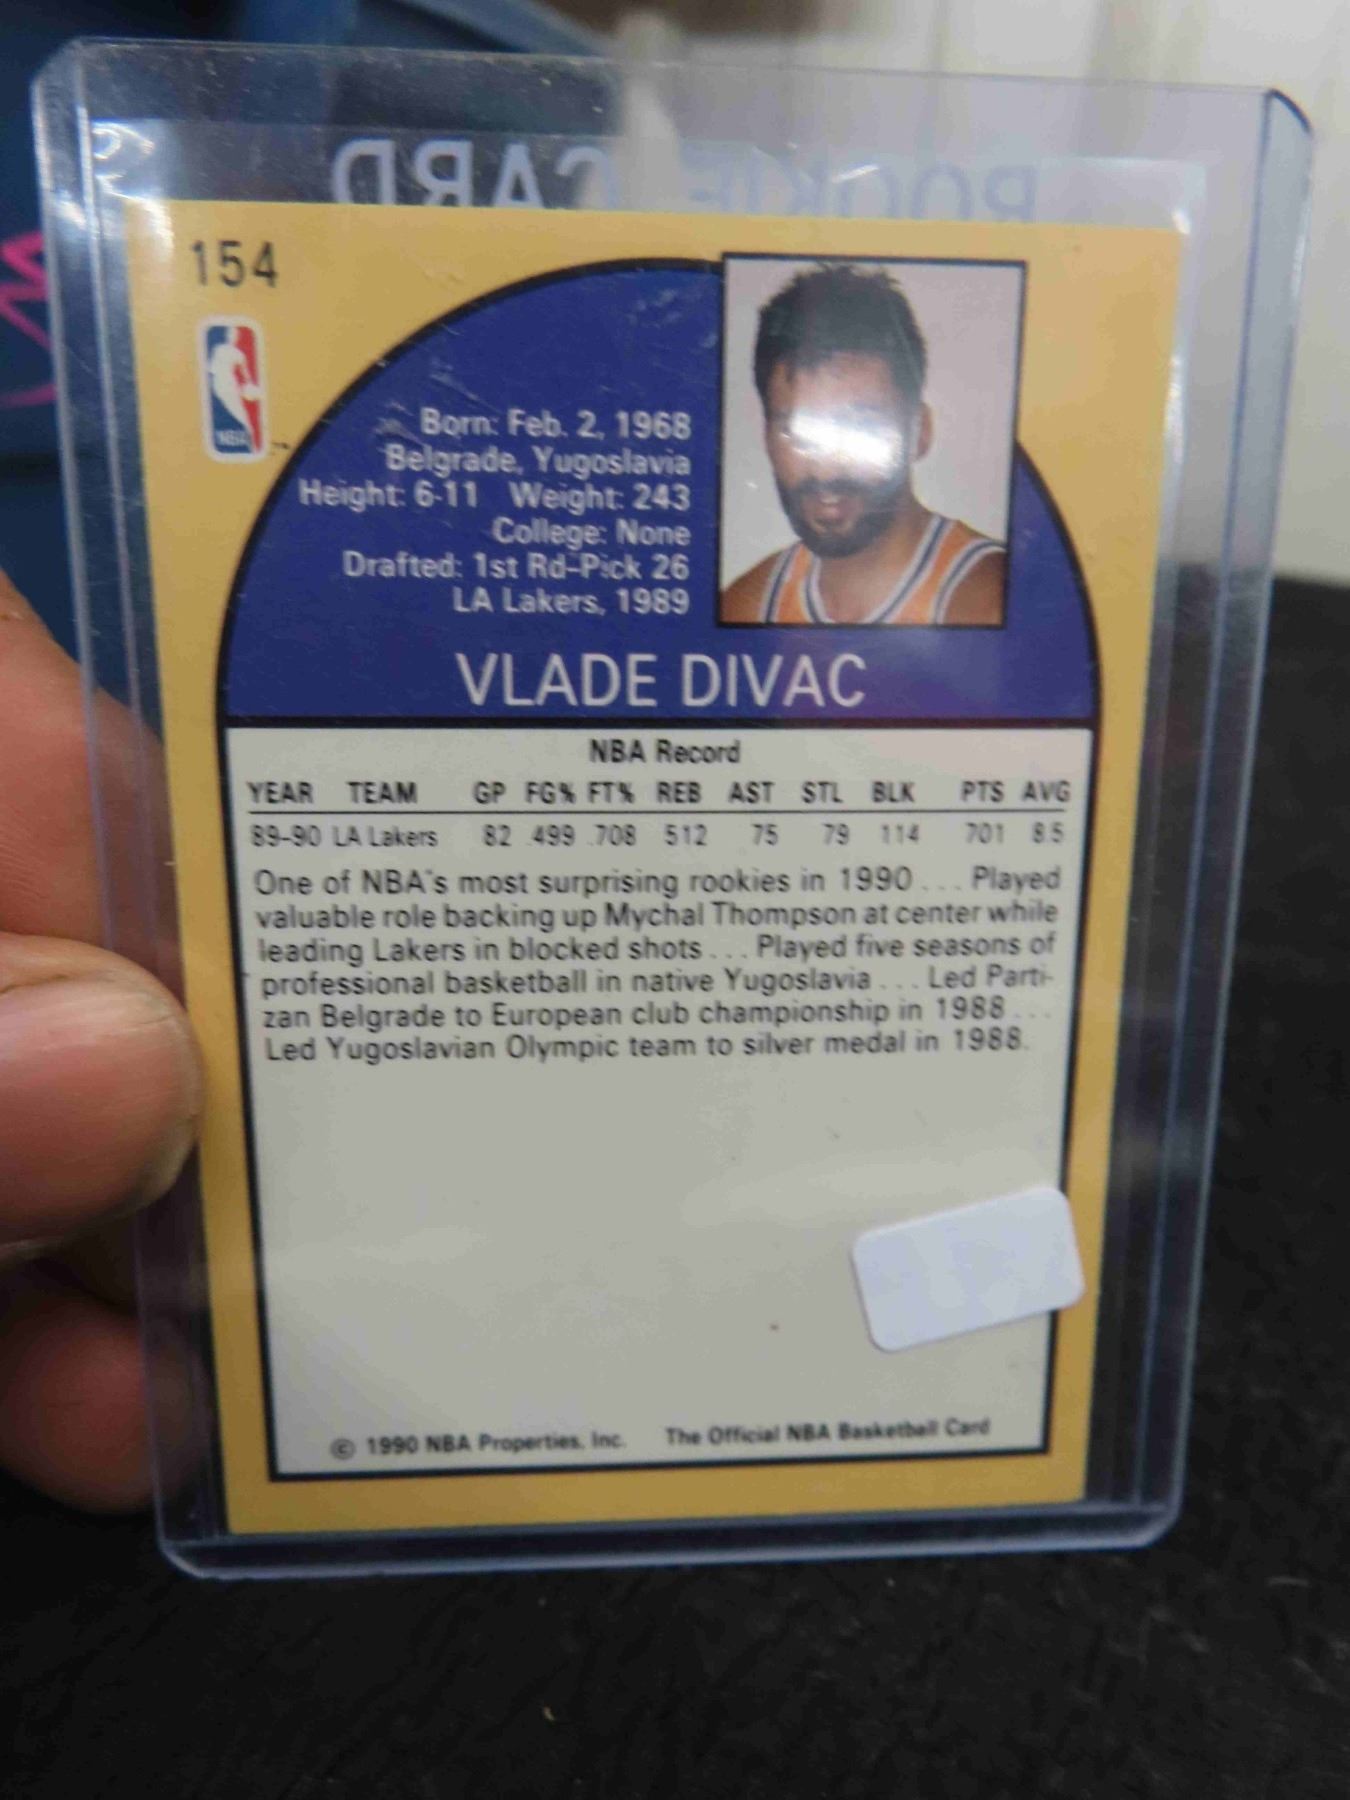 ROOKIE CARD
154
NBA
Born: Feb. 2, 1968
Belgrade, Yugoslavia
Height: 6-11 Weight: 243
College: None
Drafted: 1st Rd-Pick 26
LA Lakers, 1989
VLADE DIVAC
NBA Record
YEAR TEAM GP FG% FT% REB AST STL BLK PTS AVG
89-90 LA Lakers 82 .499 .708 512 75 79 114 701 8.5
One of NBA's most surprising rookies in 1990 . . . Played
valuable role backing up Mychal Thompson at center while
leading Lakers in blocked shots . . . Played five seasons of
professional basketball in native Yugoslavia . . . Led Parti-
zan Belgrade to European club championship in 1988 . . .
Led Yugoslavian Olympic team to silver medal in 1988.
© 1990 NBA Properties, Inc. The Official NBA Basketball Card